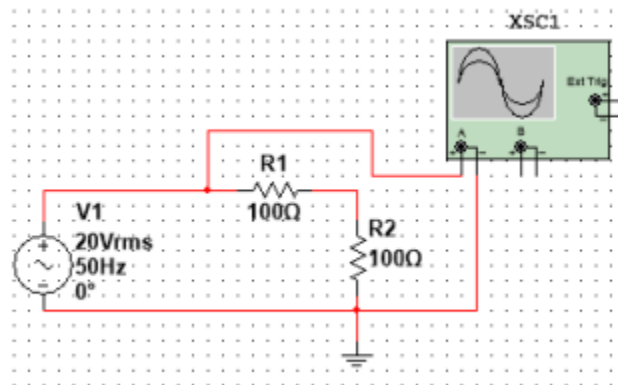 XSC1
Ext Trig
+
-
A
B
+ - + -
R1
100Ω
V1
20Vrms
50Hz
0°
R2
100Ω
+
-